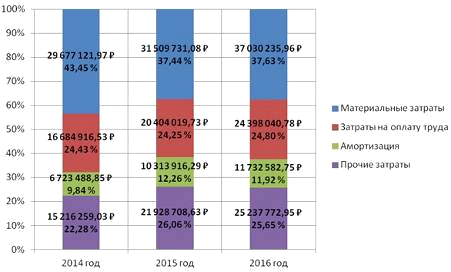 100%
90%
80%
70%
60%
50%
40%
30%
20%
10%
0%
29 677 121,97 ₽
43,45 %
16 684 916,53 ₽
24,43 %
6 723 488,85 ₽
9,84 %
15 216 259,03 ₽
22,28 %
31 509 731,08 ₽
37,44 %
20 404 019,73 ₽
24,25 %
10 313 916,29 ₽
12,26 %
21 928 708,63 ₽
26,06 %
37 030 235,96 ₽
37,63 %
24 398 040,78 ₽
24,80 %
11 732 582,75 ₽
11,92 %
25 237 772,95 ₽
25,65 %
2014 год
2015 год
2016 год
Материальные затраты
Затраты на оплату труда
Амортизация
Прочие затраты